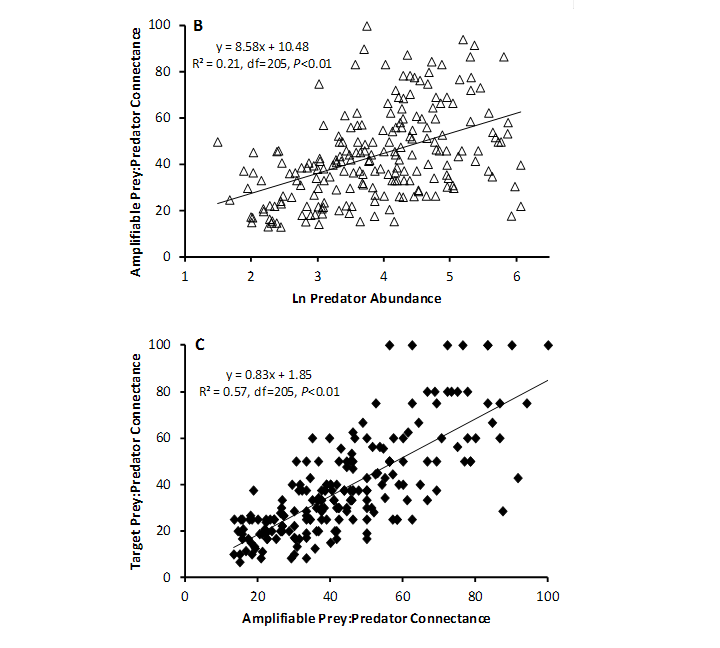 B
y = 8.58x + 10.48
R² = 0.21, df=205, P<0.01
Amplifiable Prey:Predator Connectance
100
80
60
40
20
0
1 2 3 4 5 6
Ln Predator Abundance
C
y = 0.83x + 1.85
R² = 0.57, df=205, P<0.01
Target Prey:Predator Connectance
100
80
60
40
20
0
0 20 40 60 80 100
Amplifiable Prey:Predator Connectance